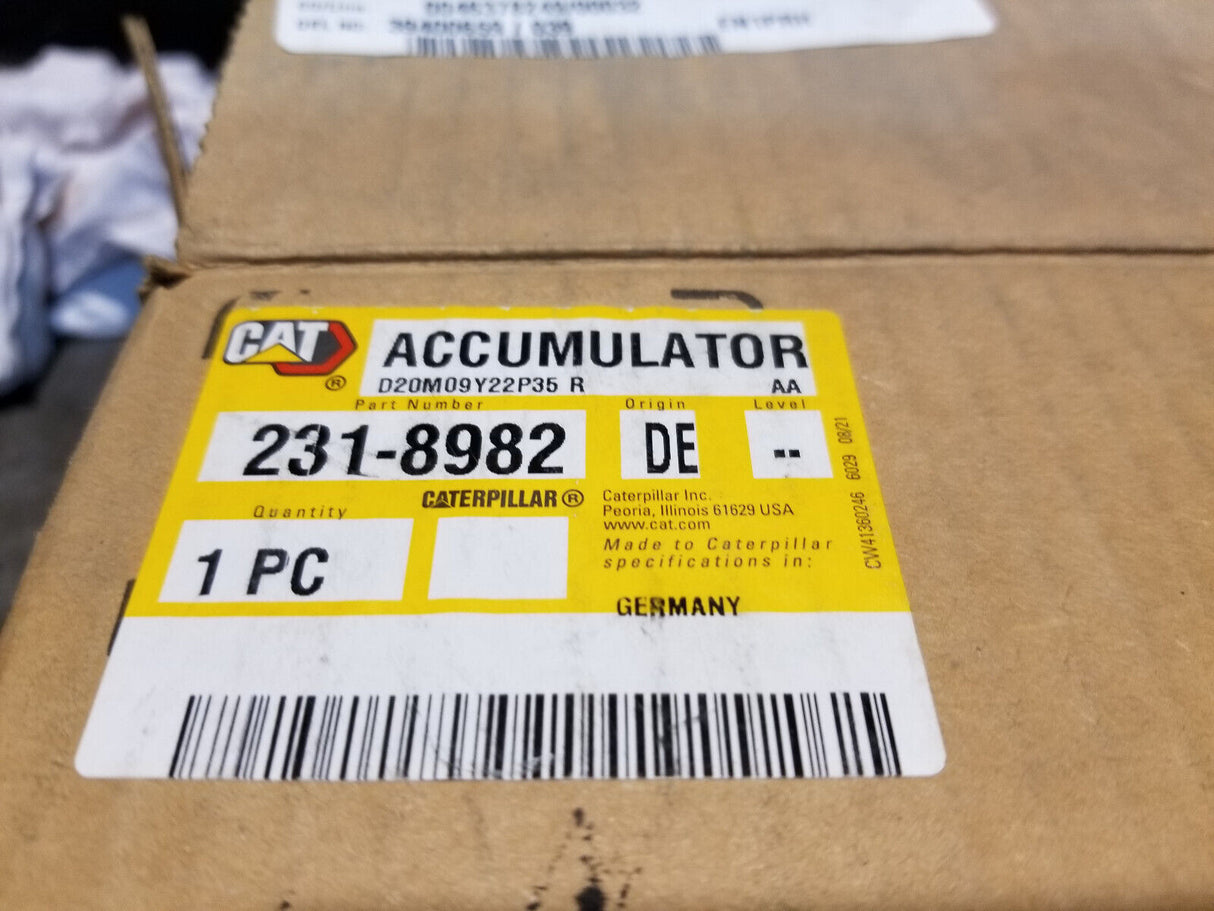 CAT
®
ACCUMULATOR
D20M09Y22P35 R AA
Part Number Origin Level
231-8982 DE --
CATERPILLAR®
Quantity
1 PC
Caterpillar Inc.
Peoria, Illinois 61629 USA
www.cat.com
Made to Caterpillar
specifications in:
GERMANY
CW41360246 6029 08/21